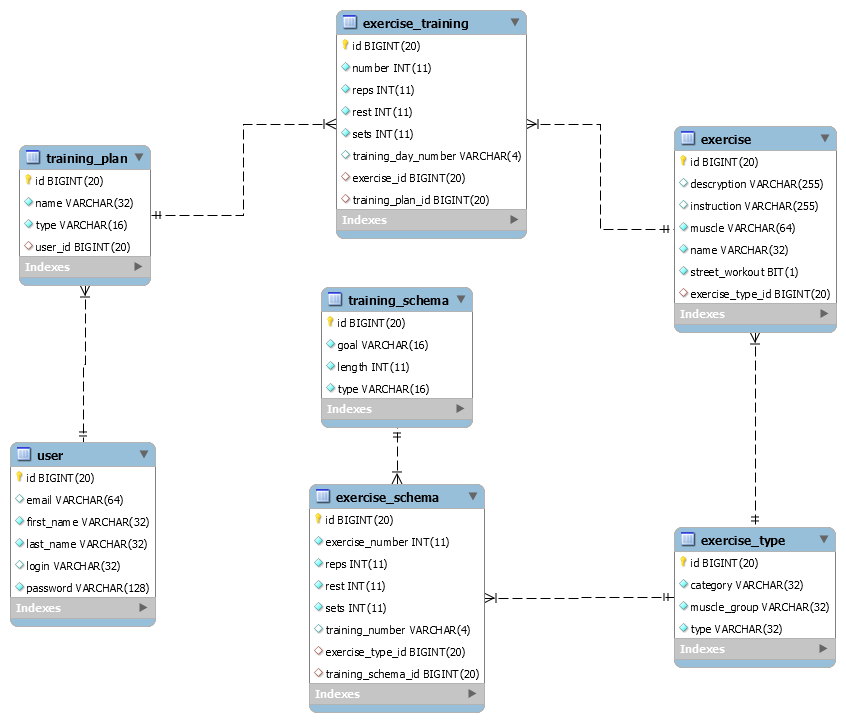 exercise_training
id BIGINT(20)
number INT(11)
reps INT(11)
rest INT(11)
sets INT(11)
training_day_number VARCHAR(4)
exercise_id BIGINT(20)
training_plan_id BIGINT(20)
Indexes
training_plan
id BIGINT(20)
name VARCHAR(32)
type VARCHAR(16)
user_id BIGINT(20)
Indexes
exercise
id BIGINT(20)
descryption VARCHAR(255)
instruction VARCHAR(255)
muscle VARCHAR(64)
name VARCHAR(32)
street_workout BIT(1)
exercise_type_id BIGINT(20)
Indexes
training_schema
id BIGINT(20)
goal VARCHAR(16)
length INT(11)
type VARCHAR(16)
Indexes
user
id BIGINT(20)
email VARCHAR(64)
first_name VARCHAR(32)
last_name VARCHAR(32)
login VARCHAR(32)
password VARCHAR(128)
Indexes
exercise_schema
id BIGINT(20)
exercise_number INT(11)
reps INT(11)
rest INT(11)
sets INT(11)
training_number VARCHAR(4)
exercise_type_id BIGINT(20)
training_schema_id BIGINT(20)
Indexes
exercise_type
id BIGINT(20)
category VARCHAR(32)
muscle_group VARCHAR(32)
type VARCHAR(32)
Indexes